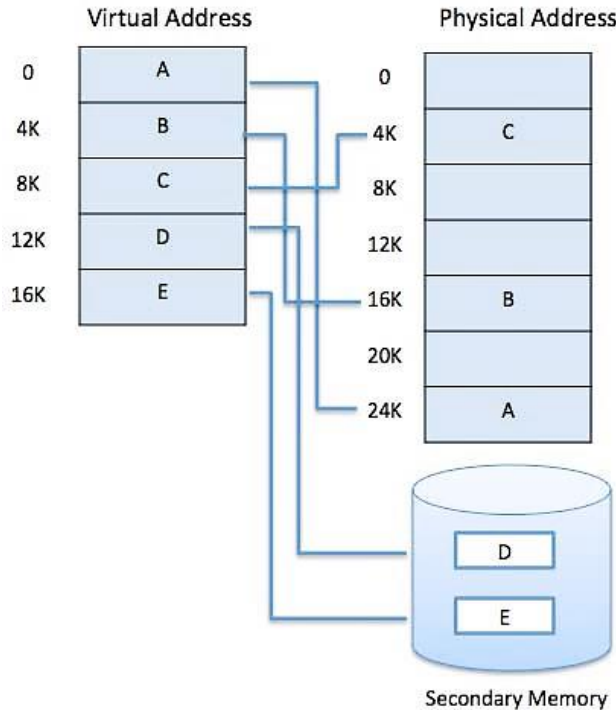 Virtual Address
0 A
4K B
8K C
12K D
16K E
Physical Address
0
4K C
8K
12K
16K B
20K
24K A
D
E
Secondary Memory